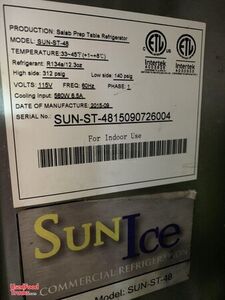 PRODUCTION: Salab Prep Table Refrigerator
MODEL: SUN-ST-48
TEMPERATURE: 33~45℉(+1~+8℃)
Refrigerant: R134a/12.3oz
High side: 312 psig Low side: 140 psig
VOLTS: 115V FREQ: 60Hz PHASE: 1
Cooling Input: 580W 6.5A
DATE OF MANUFACTURE: 2015-09
SERIAL No.: SUN-ST-4815090726004
For Indoor Use
ETL
ETL
Intertek
Intertek
SUNICE
COMMERCIAL REFRIGERATION
Model: SUN-ST-48